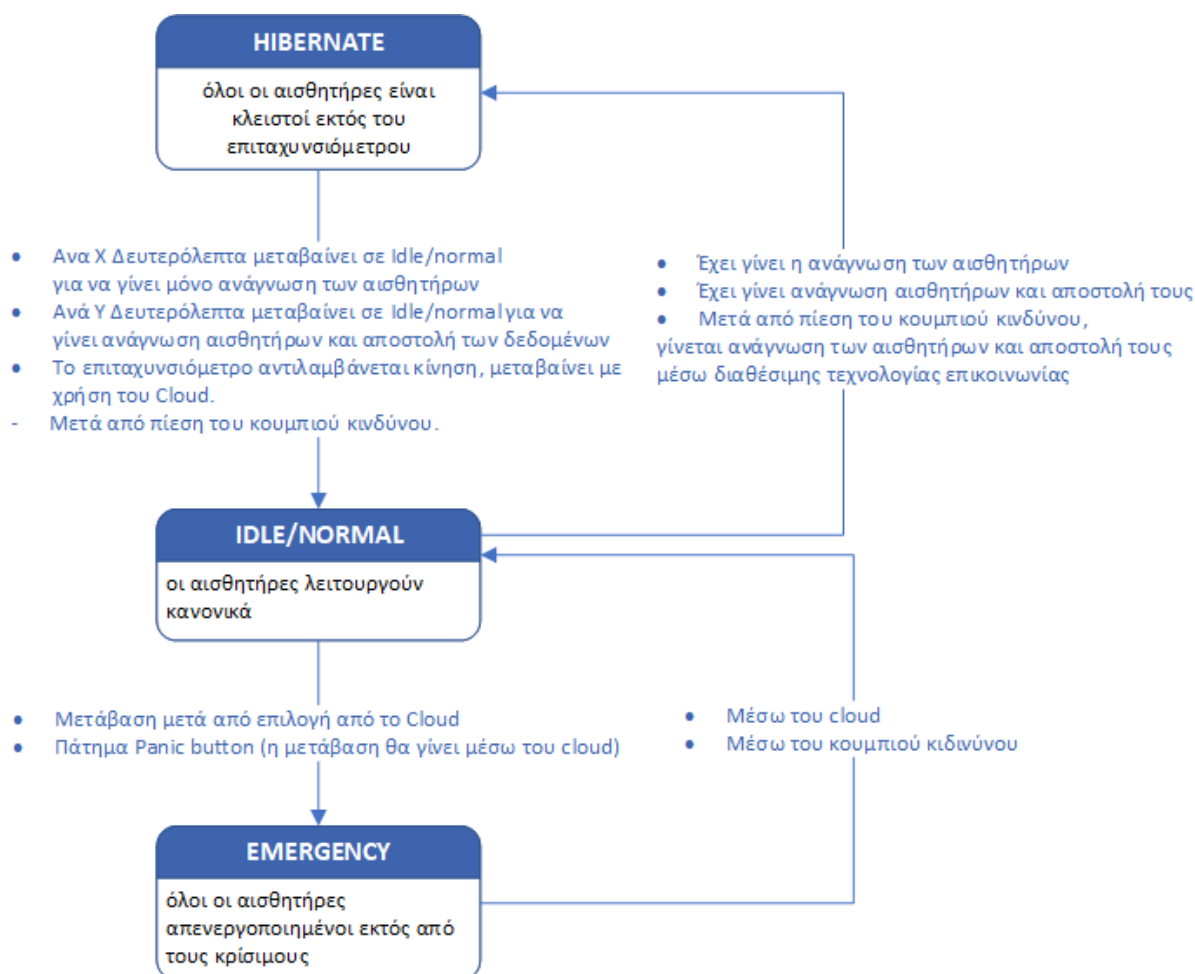 HIBERNATE
όλοι οι αισθητήρες είναι
κλειστοί εκτός του
επιταχυνσιόμετρου
● Ανα Χ Δευτερόλεπτα μεταβαίνει σε Idle/normal
για να γίνει μόνο ανάγνωση των αισθητήρων
● Ανά Υ Δευτερόλεπτα μεταβαίνει σε Idle/normal για να
γίνει ανάγνωση αισθητήρων και αποστολή των δεδομένων
● Το επιταχυνσιόμετρο αντιλαμβάνεται κίνηση, μεταβαίνει με
χρήση του Cloud.
- Μετά από πίεση του κουμπιού κινδύνου.
● Έχει γίνει η ανάγνωση των αισθητήρων
● Έχει γίνει ανάγνωση αισθητήρων και αποστολή τους
● Μετά από πίεση του κουμπιού κινδύνου,
γίνεται ανάγνωση των αισθητήρων και αποστολή τους
μέσω διαθέσιμης τεχνολογίας επικοινωνίας
IDLE/NORMAL
οι αισθητήρες λειτουργούν
κανονικά
● Μετάβαση μετά από επιλογή από το Cloud
● Πάτημα Panic button (η μετάβαση θα γίνει μέσω του cloud)
● Μέσω του cloud
● Μέσω του κουμπιού κιδινύνου
EMERGENCY
όλοι οι αισθητήρες
απενεργοποιημένοι εκτός από
τους κρίσιμους